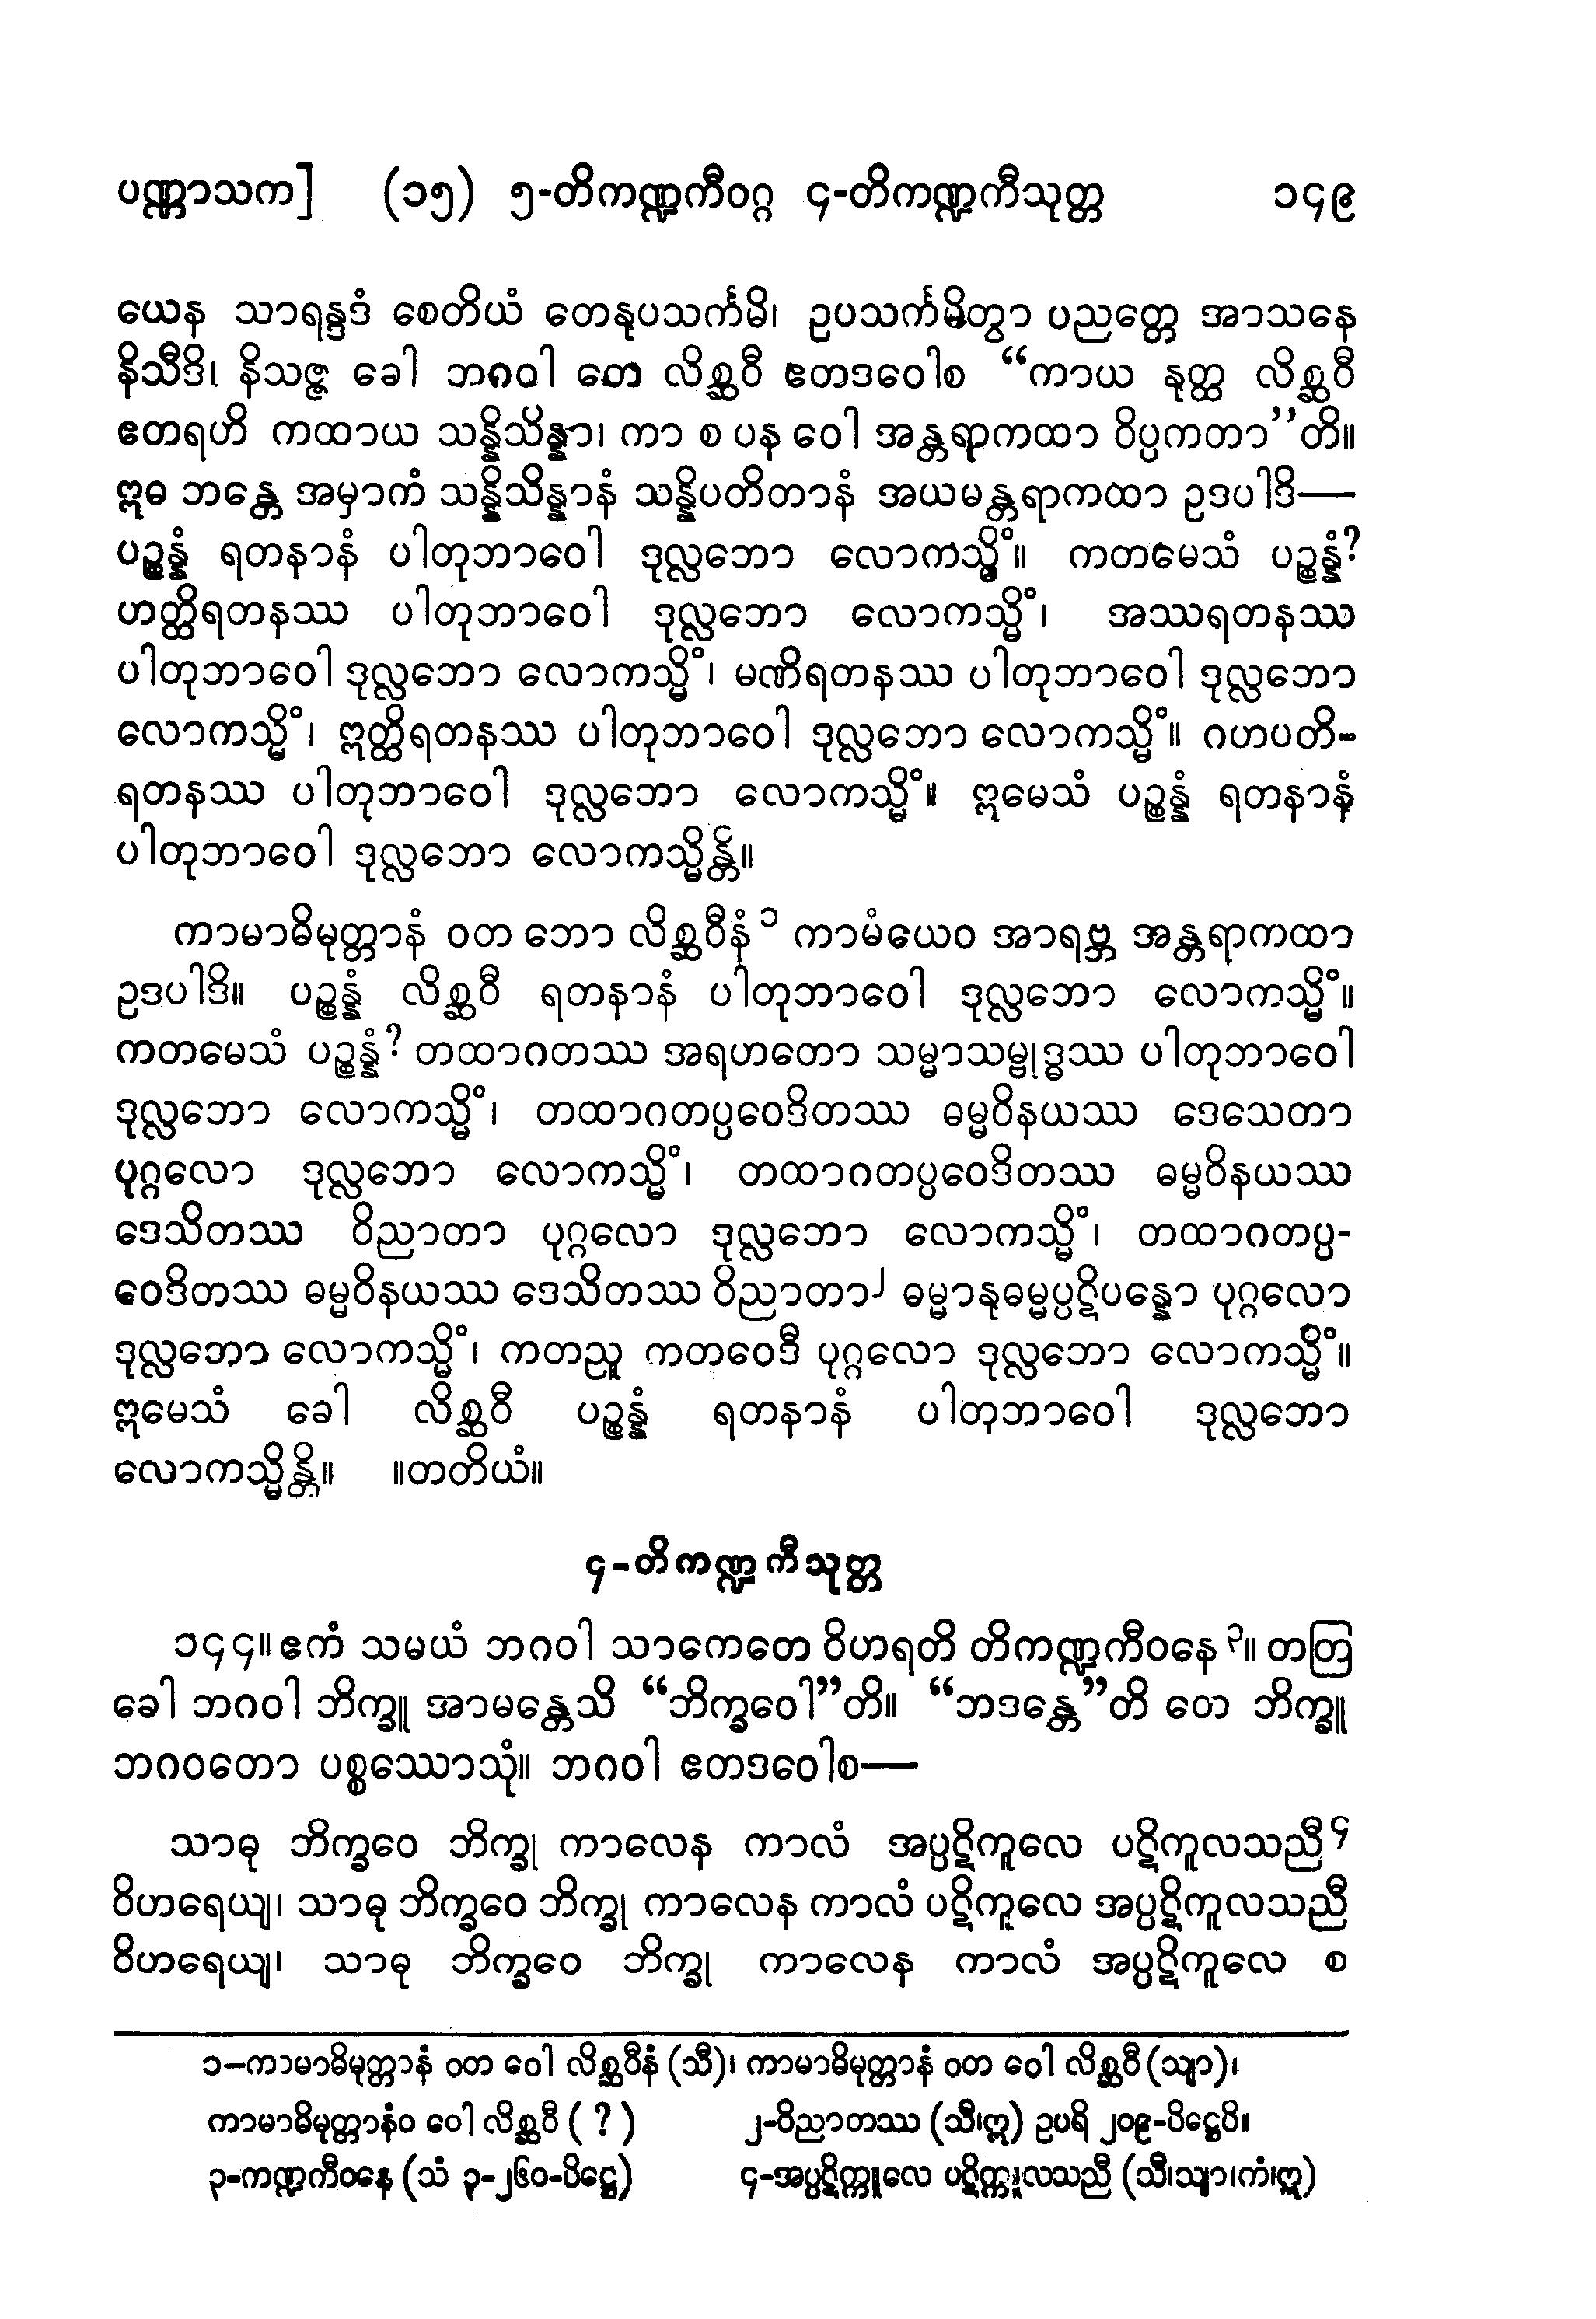 ပဏ္ဏာသက] (၁၅) ၅-တိကဏ္ဍကီဝဂ္ဂ ၄-တိကဏ္ဍကီသုတ္တ ၁၄၉
ယေန သာရန္ဒဒံ စေတိယံ တေနုပသင်္ကမိ၊ ဥပသင်္ကမိတွာ ပညတ္တေ အာသနေ
နိသီဒိ၊ နိသဇ္ဇ ခေါ ဘဂဝါ တေ လိစ္ဆဝီ ဧတဒဝေါစ “ကာယ နုတ္ထ လိစ္ဆဝီ
ဧတရဟိ ကထာယ သန္နိသိန္နာ၊ ကာ စ ပန ဝေါ အန္တရာကထာ ဝိပ္ပကတာ”တိ။
ဣဓ ဘန္တေ အမှာကံ သန္နိသိန္နာနံ သန္နိပတိတာနံ အယမန္တရာကထာ ဥဒပါဒိ—
ပဉ္စန္နံ ရတနာနံ ပါတုဘာဝေါ ဒုလ္လဘော လောကသ္မိံ။ ကတမေသံ ပဉ္စန္နံ?
ဟတ္ထိရတနဿ ပါတုဘာဝေါ ဒုလ္လဘော လောကသ္မိံ၊ အဿရတနဿ
ပါတုဘာဝေါ ဒုလ္လဘော လောကသ္မိံ၊ မဏိရတနဿ ပါတုဘာဝေါ ဒုလ္လဘော
လောကသ္မိံ၊ ဣတ္ထိရတနဿ ပါတုဘာဝေါ ဒုလ္လဘော လောကသ္မိံ။ ဂဟပတိ-
ရတနဿ ပါတုဘာဝေါ ဒုလ္လဘော လောကသ္မိံ။ ဣမေသံ ပဉ္စန္နံ ရတနာနံ
ပါတုဘာဝေါ ဒုလ္လဘော လောကသ္မိန္တိ။
ကာမာဓိမုတ္တာနံ ဝတ ဘော လိစ္ဆဝီနံ၁ ကာမံယေဝ အာရဗ္ဘ အန္တရာကထာ
ဥဒပါဒိ။ ပဉ္စန္နံ လိစ္ဆဝီ ရတနာနံ ပါတုဘာဝေါ ဒုလ္လဘော လောကသ္မိံ။
ကတမေသံ ပဉ္စန္နံ? တထာဂတဿ အရဟတော သမ္မာသမ္ဗုဒ္ဓဿ ပါတုဘာဝေါ
ဒုလ္လဘော လောကသ္မိံ၊ တထာဂတပ္ပဝေဒိတဿ ဓမ္မဝိနယဿ ဒေသေတာ
ပုဂ္ဂလော ဒုလ္လဘော လောကသ္မိံ၊ တထာဂတပ္ပဝေဒိတဿ ဓမ္မဝိနယဿ
ဒေသိတဿ ဝိညာတာ ပုဂ္ဂလော ဒုလ္လဘော လောကသ္မိံ၊ တထာဂတပ္ပ-
ဝေဒိတဿ ဓမ္မဝိနယဿ ဒေသိတဿ ဝိညာတာ၂ ဓမ္မာနုဓမ္မပ္ပဋိပန္နော ပုဂ္ဂလော
ဒုလ္လဘော လောကသ္မိံ၊ ကတညူ ကတဝေဒီ ပုဂ္ဂလော ဒုလ္လဘော လောကသ္မိံ။
ဣမေသံ ခေါ လိစ္ဆဝီ ပဉ္စန္နံ ရတနာနံ ပါတုဘာဝေါ ဒုလ္လဘော
လောကသ္မိန္တိ။ ။တတိယံ။
၄-တိကဏ္ဍကီသုတ္တ
၁၄၄။ ဧကံ သမယံ ဘဂဝါ သာကေတေ ဝိဟရတိ တိကဏ္ဍကီဝနေ၃။ တတြ
ခေါ ဘဂဝါ ဘိက္ခူ အာမန္တေသိ “ဘိက္ခဝေါ”တိ။ “ဘဒန္တေ”တိ တေ ဘိက္ခူ
ဘဂဝတော ပစ္စဿောသုံ။ ဘဂဝါ ဧတဒဝေါစ—
သာဓု ဘိက္ခဝေ ဘိက္ခု ကာလေန ကာလံ အပ္ပဋိကူလေ ပဋိကူလသညီ၄
ဝိဟရေယျ၊ သာဓု ဘိက္ခဝေ ဘိက္ခု ကာလေန ကာလံ ပဋိကူလေ အပ္ပဋိကူလသညီ
ဝိဟရေယျ၊ သာဓု ဘိက္ခဝေ ဘိက္ခု ကာလေန ကာလံ အပ္ပဋိကူလေ စ
၁—ကာမာဓိမုတ္တာနံ ဝတ ဝေါ လိစ္ဆဝီနံ (သီ)၊ ကာမာဓိမုတ္တာနံ ဝတ ဝေါ လိစ္ဆဝီ (သျာ)၊
ကာမာဓိမုတ္တာနံဝ ဝေါ လိစ္ဆဝီ (?) ၂-ဝိညာတဿ (သီ၊ဣ) ဥပရိ ၂၀၉-ပိဋ္ဌေပိ။
၃-ကဏ္ဍကီဝနေ (သံ ၃-၂၆၀-ပိဋ္ဌေ) ၄-အပ္ပဋိက္ကူလေ ပဋိက္ကူလသညီ (သီ၊သျာ၊ကံ၊ဣ)